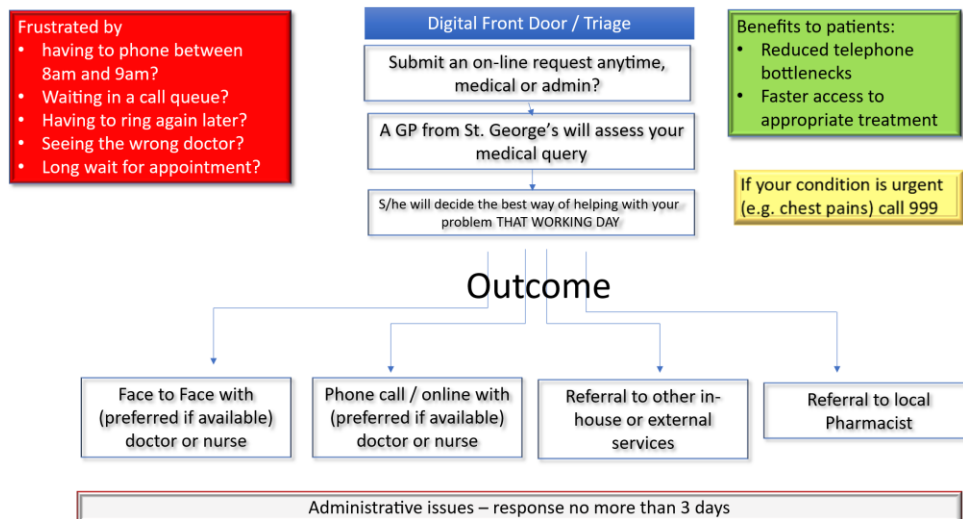 Frustrated by
• having to phone between
8am and 9am?
• Waiting in a call queue?
• Having to ring again later?
• Seeing the wrong doctor?
• Long wait for appointment?
Digital Front Door / Triage
Submit an on-line request anytime,
medical or admin?
A GP from St. George's will assess your
medical query
S/he will decide the best way of helping with your
problem THAT WORKING DAY
Benefits to patients:
• Reduced telephone
bottlenecks
• Faster access to
appropriate treatment
If your condition is urgent
(e.g. chest pains) call 999
Outcome
Face to Face with
(preferred if available)
doctor or nurse
Phone call / online with
(preferred if available)
doctor or nurse
Referral to other in-
house or external
services
Referral to local
Pharmacist
Administrative issues – response no more than 3 days